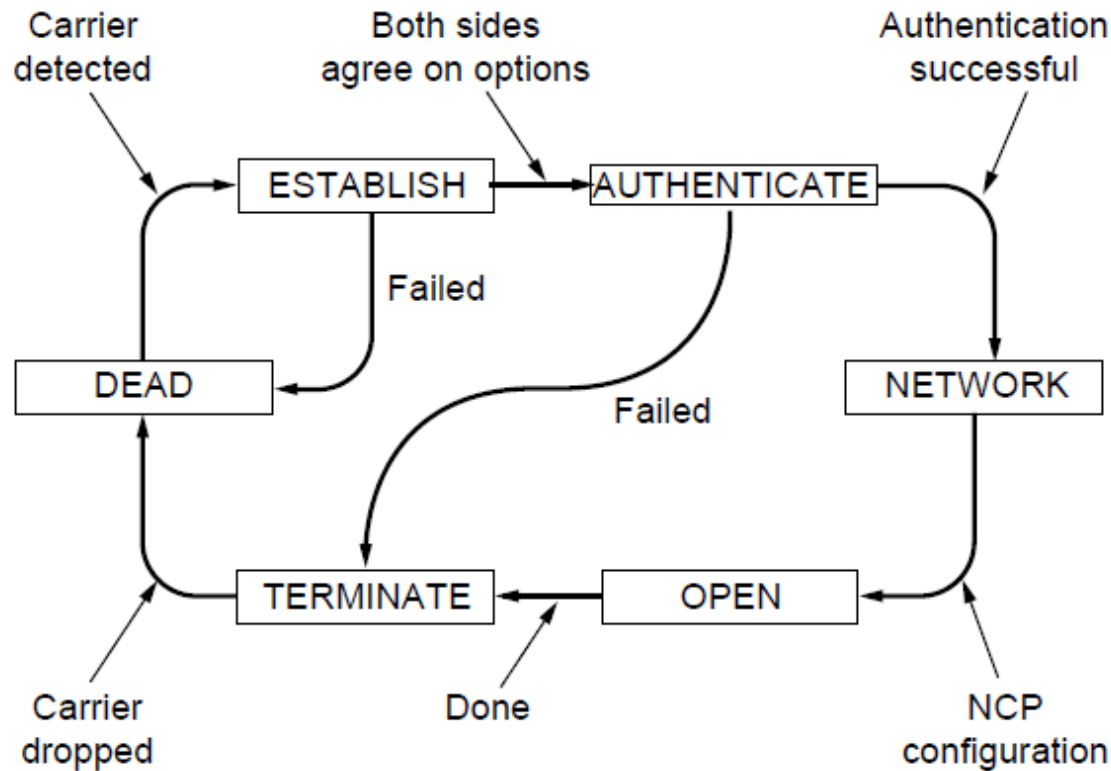 Carrier
detected
Both sides
agree on options
Authentication
successful
ESTABLISH
AUTHENTICATE
Failed
DEAD
NETWORK
Failed
TERMINATE
OPEN
Carrier
dropped
Done
NCP
configuration